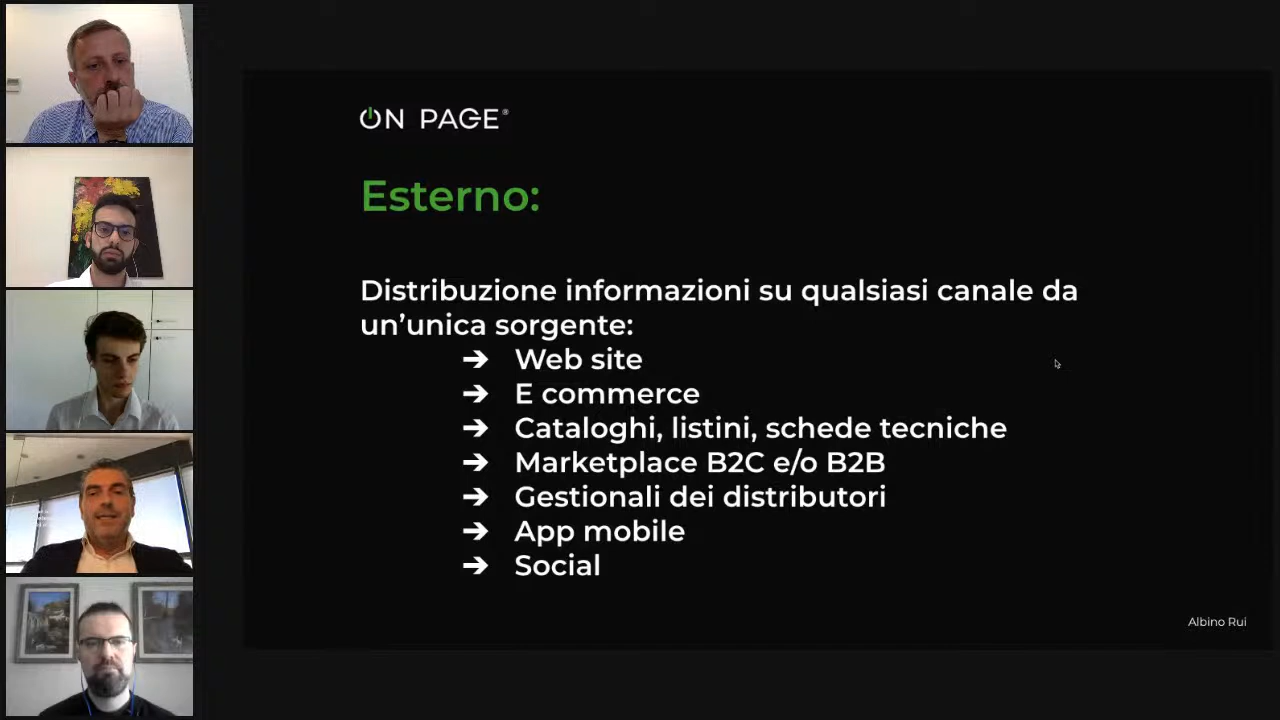 ON PAGE®
Esterno:
Distribuzione informazioni su qualsiasi canale da
un’unica sorgente:
➔ Web site
➔ E commerce
➔ Cataloghi, listini, schede tecniche
➔ Marketplace B2C e/o B2B
➔ Gestionali dei distributori
➔ App mobile
➔ Social
Albino Rui